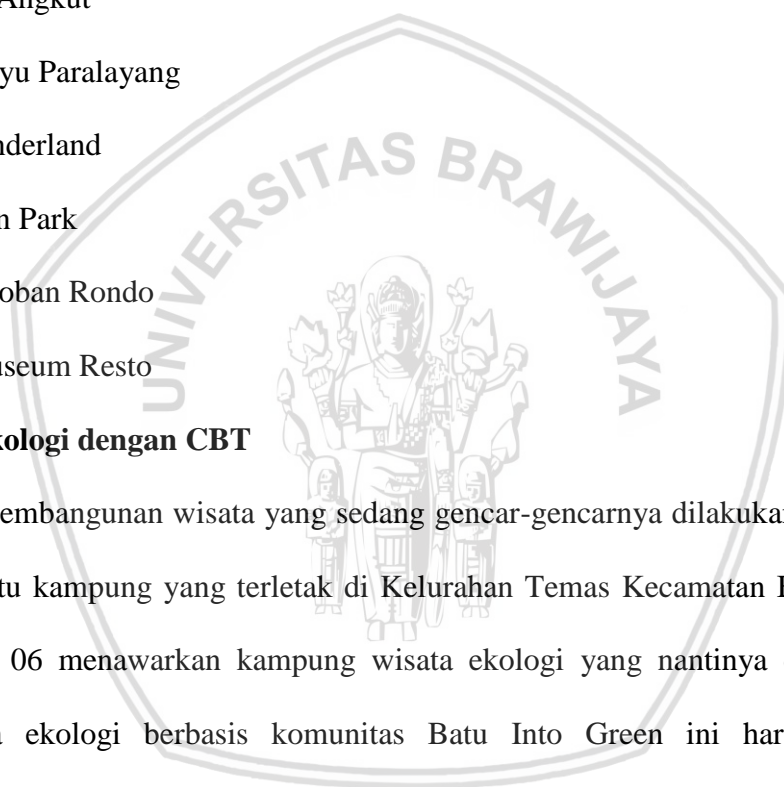 Angkut
yu Paralayang
nderland
n Park
oban Rondo
useum Resto
kologi dengan CBT
embangunan wisata yang sedang gencar-gencarnya dilakukan
tu kampung yang terletak di Kelurahan Temas Kecamatan
06 menawarkan kampung wisata ekologi yang nantinya
ekologi berbasis komunitas Batu Into Green ini har
UNIVERSITAS BRAWIJAYA